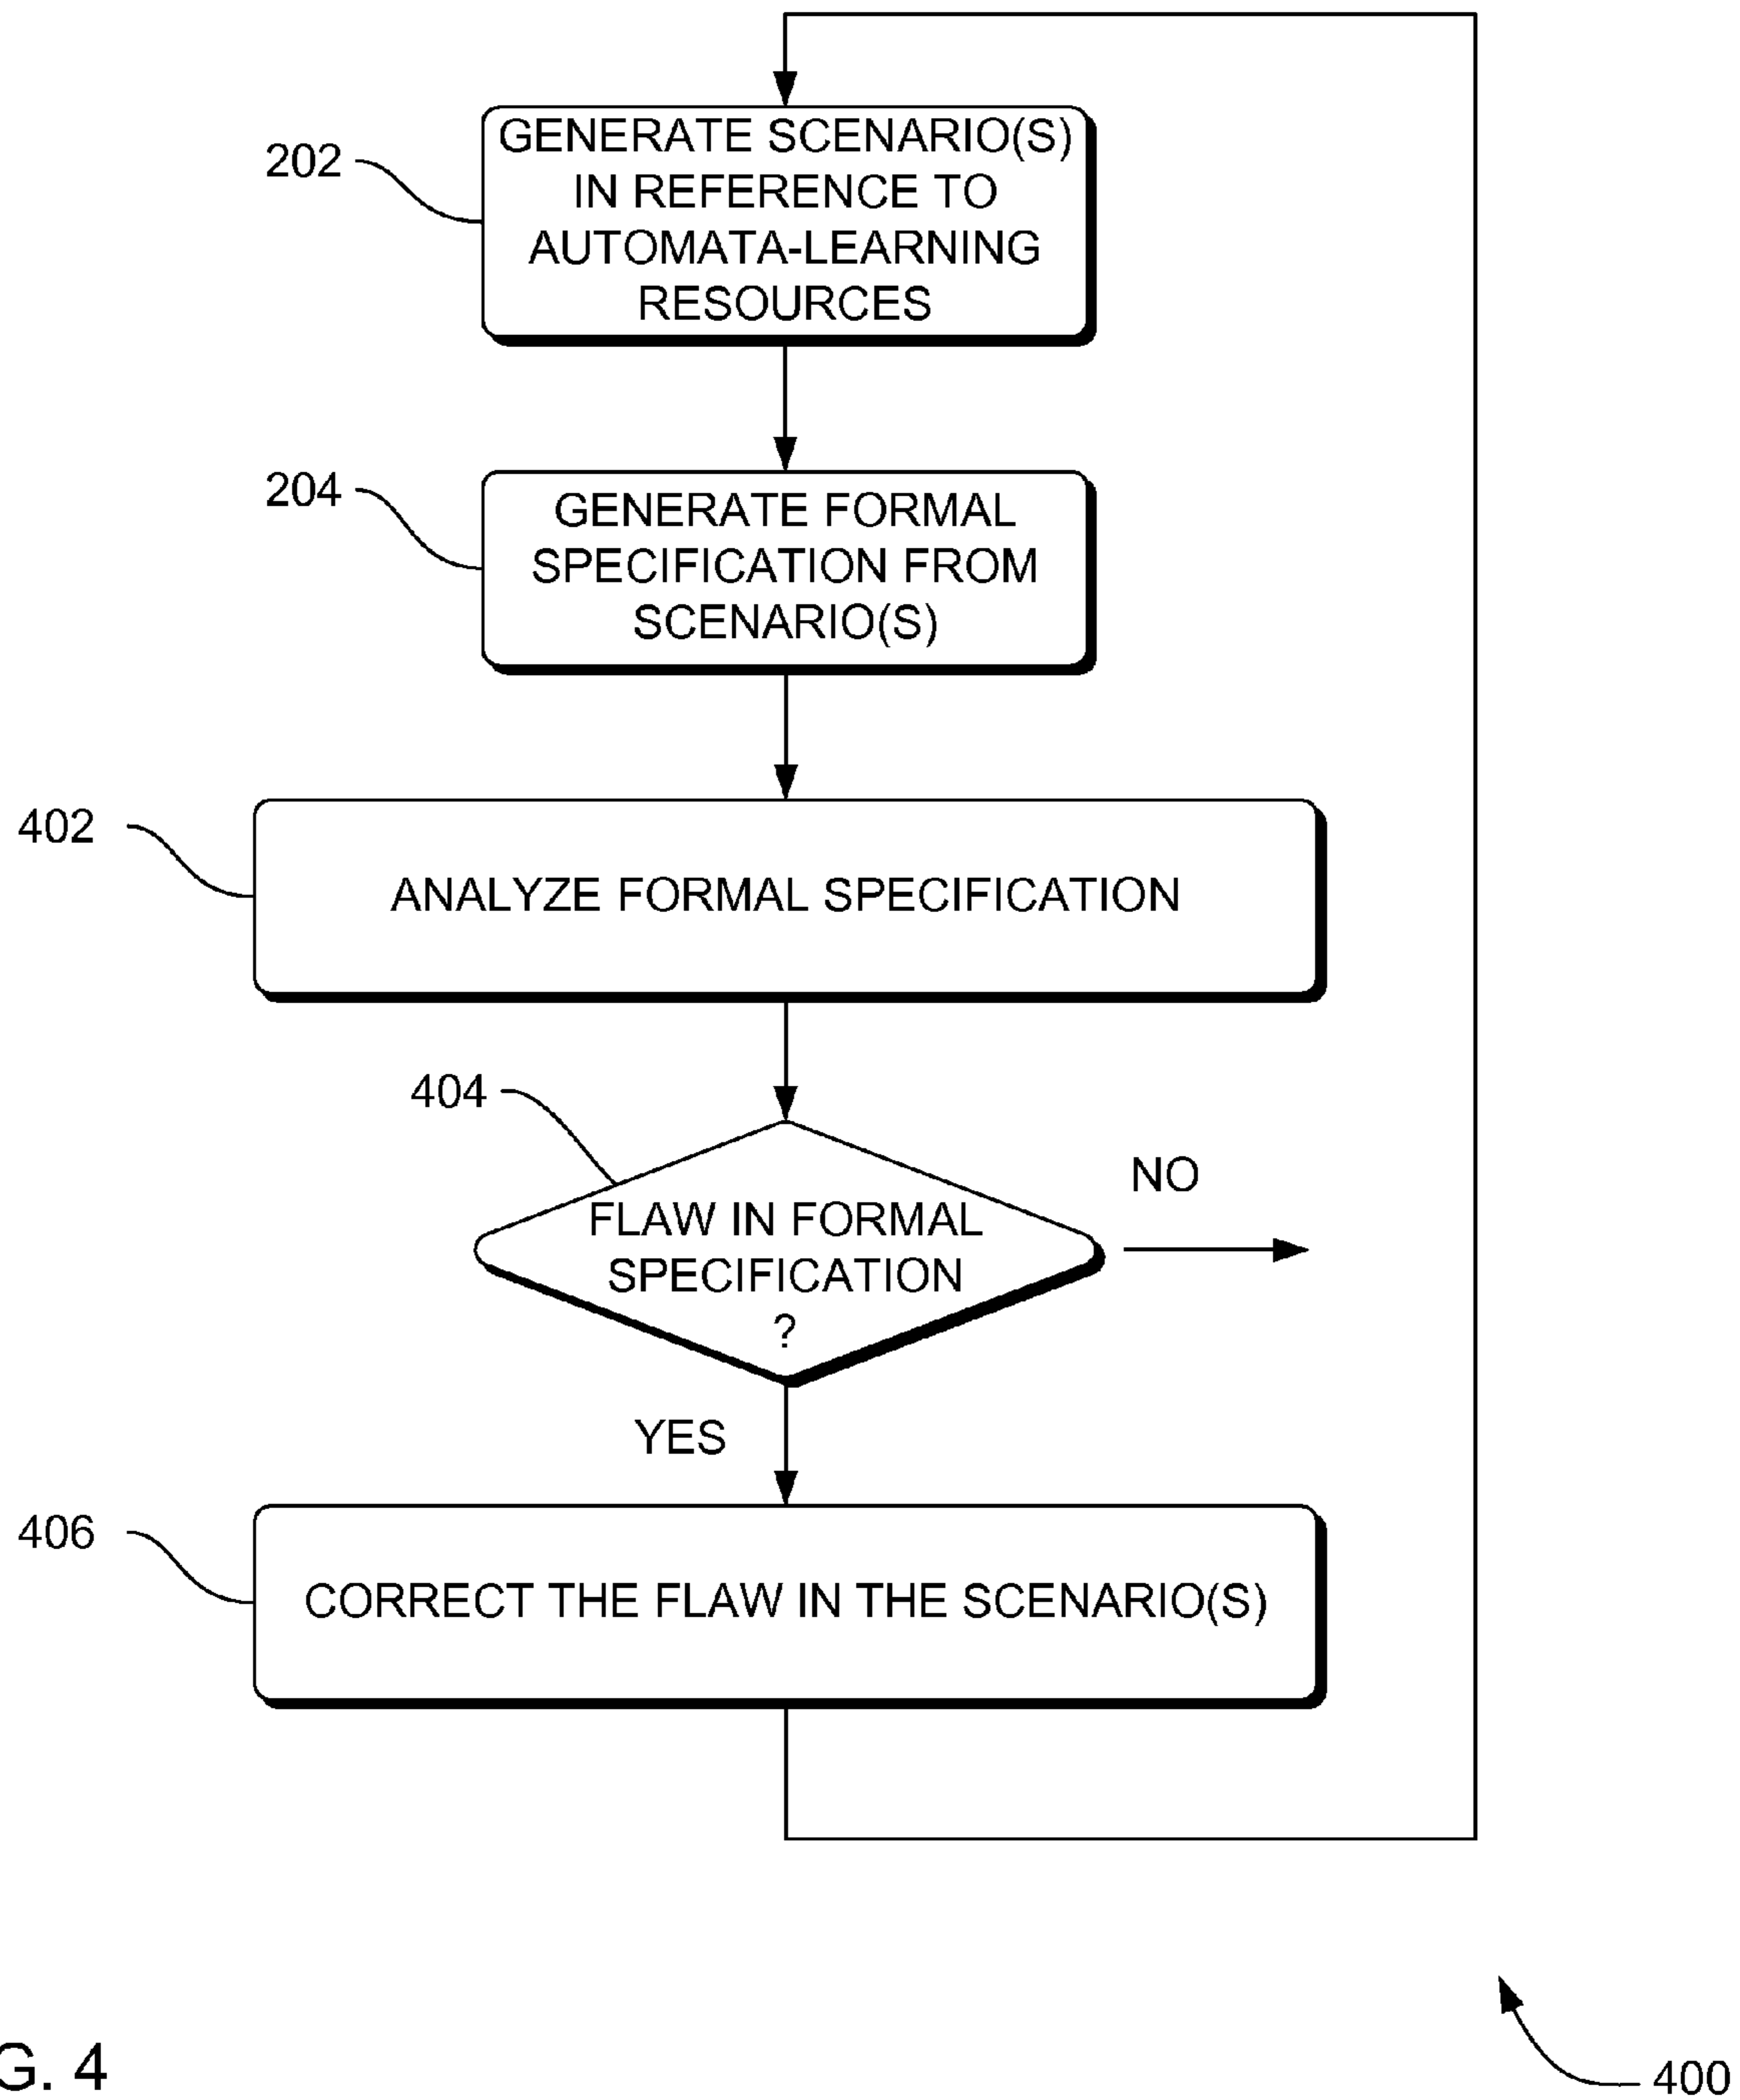 202
GENERATE SCENARIO(S)
IN REFERENCE TO
AUTOMATA-LEARNING
RESOURCES
204
GENERATE FORMAL
SPECIFICATION FROM
SCENARIO(S)
402
ANALYZE FORMAL SPECIFICATION
404
FLAW IN FORMAL
SPECIFICATION
?
NO
YES
406
CORRECT THE FLAW IN THE SCENARIO(S)
G. 4
400